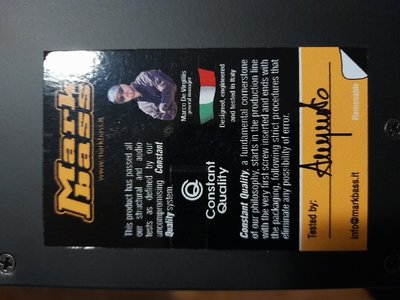 Mark
bass
www.markbass.it
Marco De Virgiliis
general manager
Designed, engineered
and tested in Italy
This product has passed all
our structural and audio
tests as defined by our
uncompromising Constant
Quality system.
Constant
Quality
Constant Quality, a fundamental cornerstone
of our philosophy, starts in the production line
with the very first screw inserted and ends with
the packaging, following strict procedures that
eliminate any possibility of error.
Tested by:
info@markbass.it
Removable